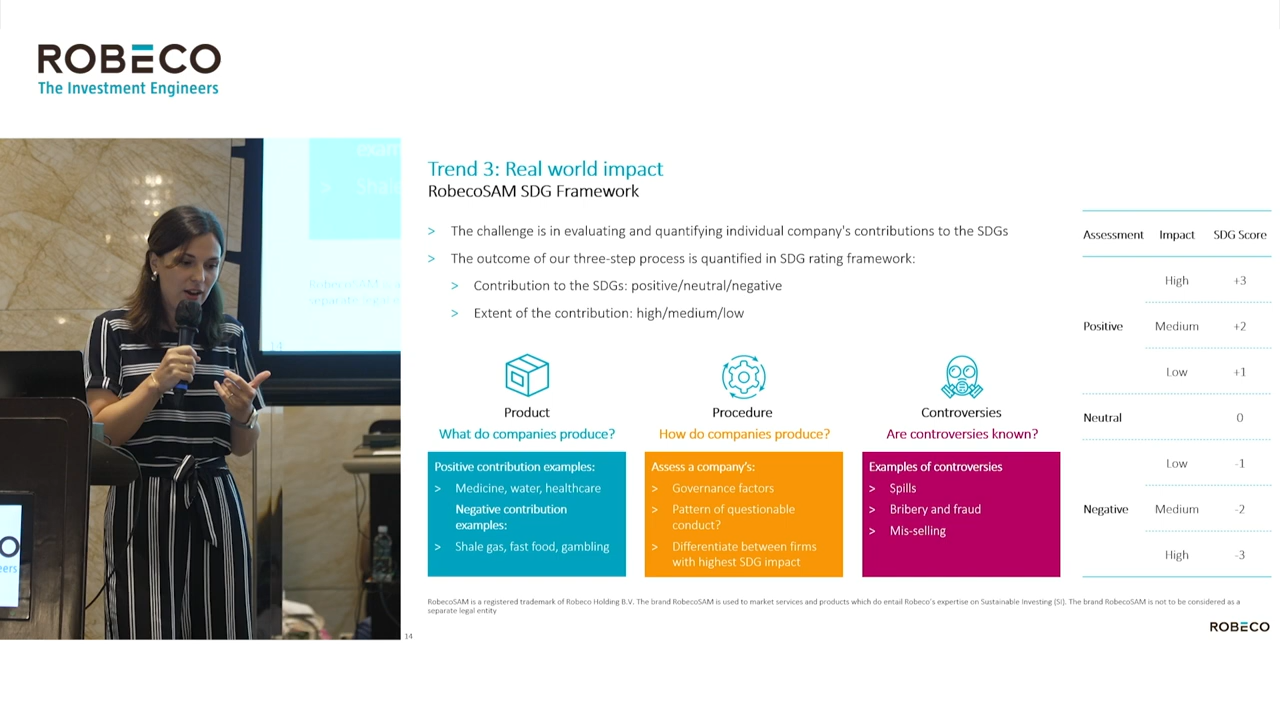 ROBECO
The Investment Engineers
Trend 3: Real world impact
RobecoSAM SDG Framework
> The challenge is in evaluating and quantifying individual company's contributions to the SDGs
> The outcome of our three-step process is quantified in SDG rating framework:
> Contribution to the SDGs: positive/neutral/negative
> Extent of the contribution: high/medium/low
Product
What do companies produce?
Positive contribution examples:
> Medicine, water, healthcare
Negative contribution
examples:
> Shale gas, fast food, gambling
Procedure
How do companies produce?
Assess a company's:
> Governance factors
> Pattern of questionable
conduct?
> Differentiate between firms
with highest SDG impact
Controversies
Are controversies known?
Examples of controversies
> Spills
> Bribery and fraud
> Mis-selling
Assessment Impact SDG Score
High +3
Positive Medium +2
Low +1
Neutral 0
Low -1
Negative Medium -2
High -3
RobecoSAM is a registered trademark of Robeco Holding B.V. The brand RobecoSAM is used to market services and products which do entail Robeco's expertise on Sustainable Investing (SI). The brand RobecoSAM is not to be considered as a
separate legal entity
14
ROBECO